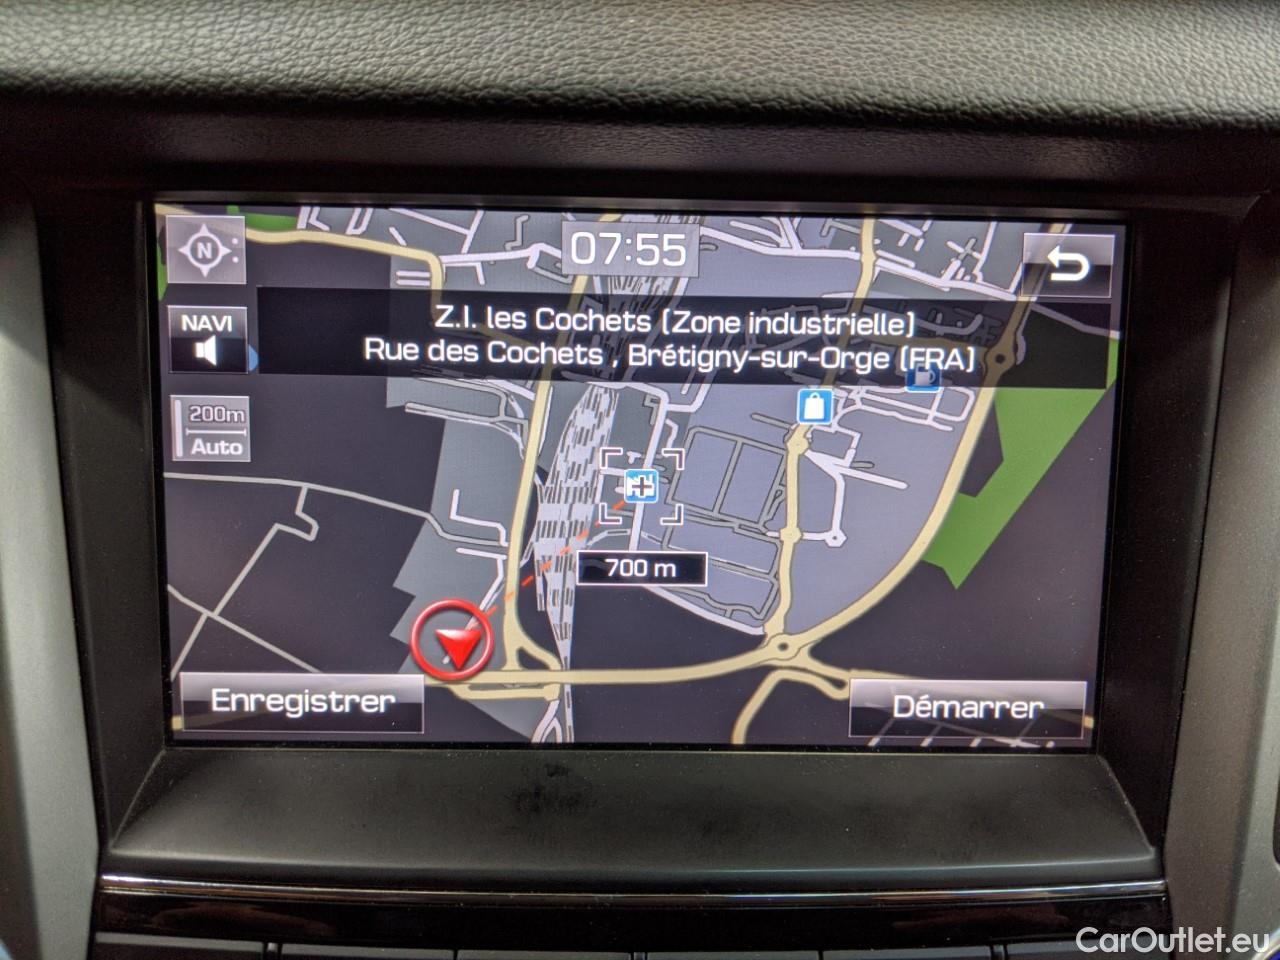 N
07:55
NAVI
Z.I. les Cochets (Zone industrielle)
Rue des Cochets , Brétigny-sur-Orge (FRA)
200m
Auto
700 m
Enregistrer
Démarrer
CarOutlet.eu